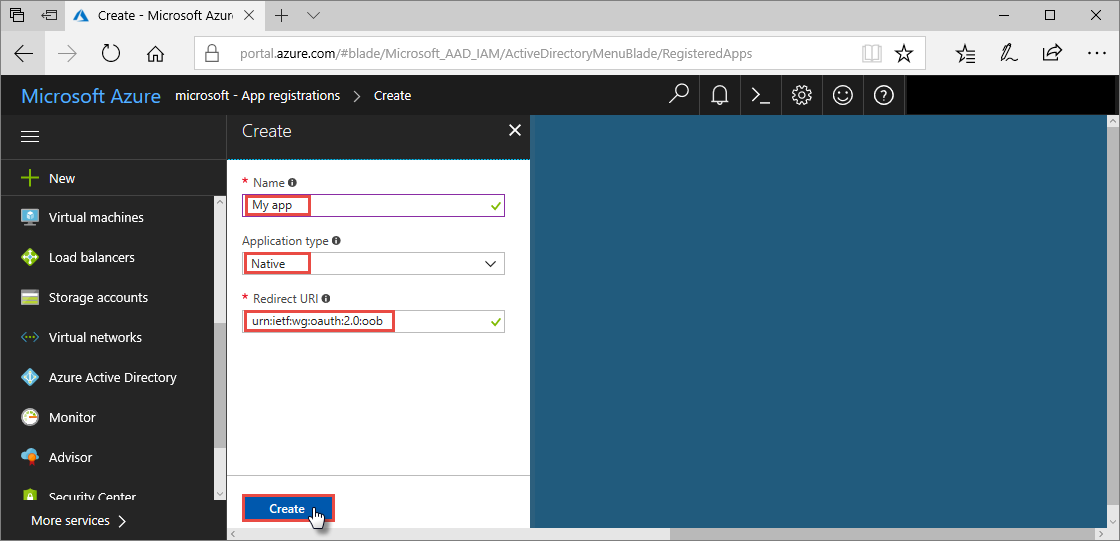 Create - Microsoft Azur
portal.azure.com/#blade/Microsoft_AAD_IAM/ActiveDirectoryMenuBlade/RegisteredApps
Microsoft Azure microsoft - App registrations > Create
Create
New
Virtual machines
Load balancers
Storage accounts
Virtual networks
Azure Active Directory
Monitor
Advisor
Security Center
More services >
* Name
My app
Application type
Native
* Redirect URI
urn:ietf:wg:oauth:2.0:oob
Create